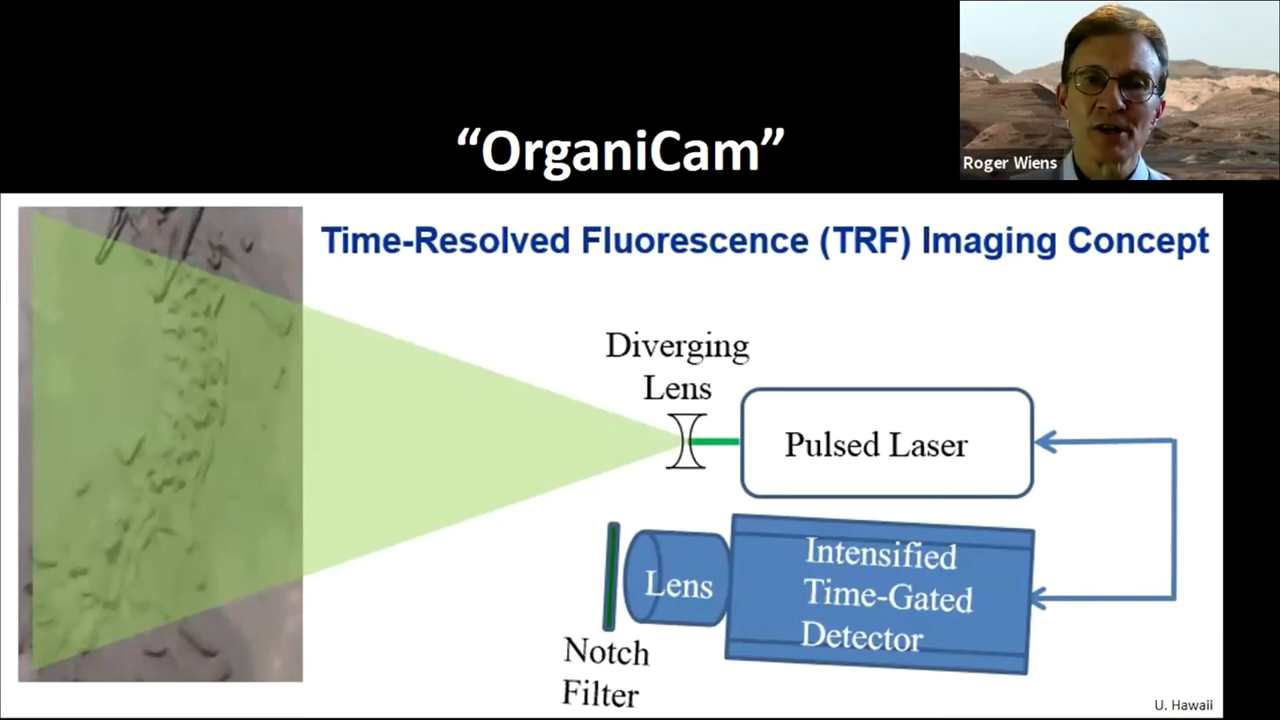 “OrganiCam”
Roger Wiens
Time-Resolved Fluorescence (TRF) Imaging Concept
Diverging
Lens
Pulsed Laser
Intensified
Time-Gated
Detector
Lens
Notch
Filter
U. Hawaii